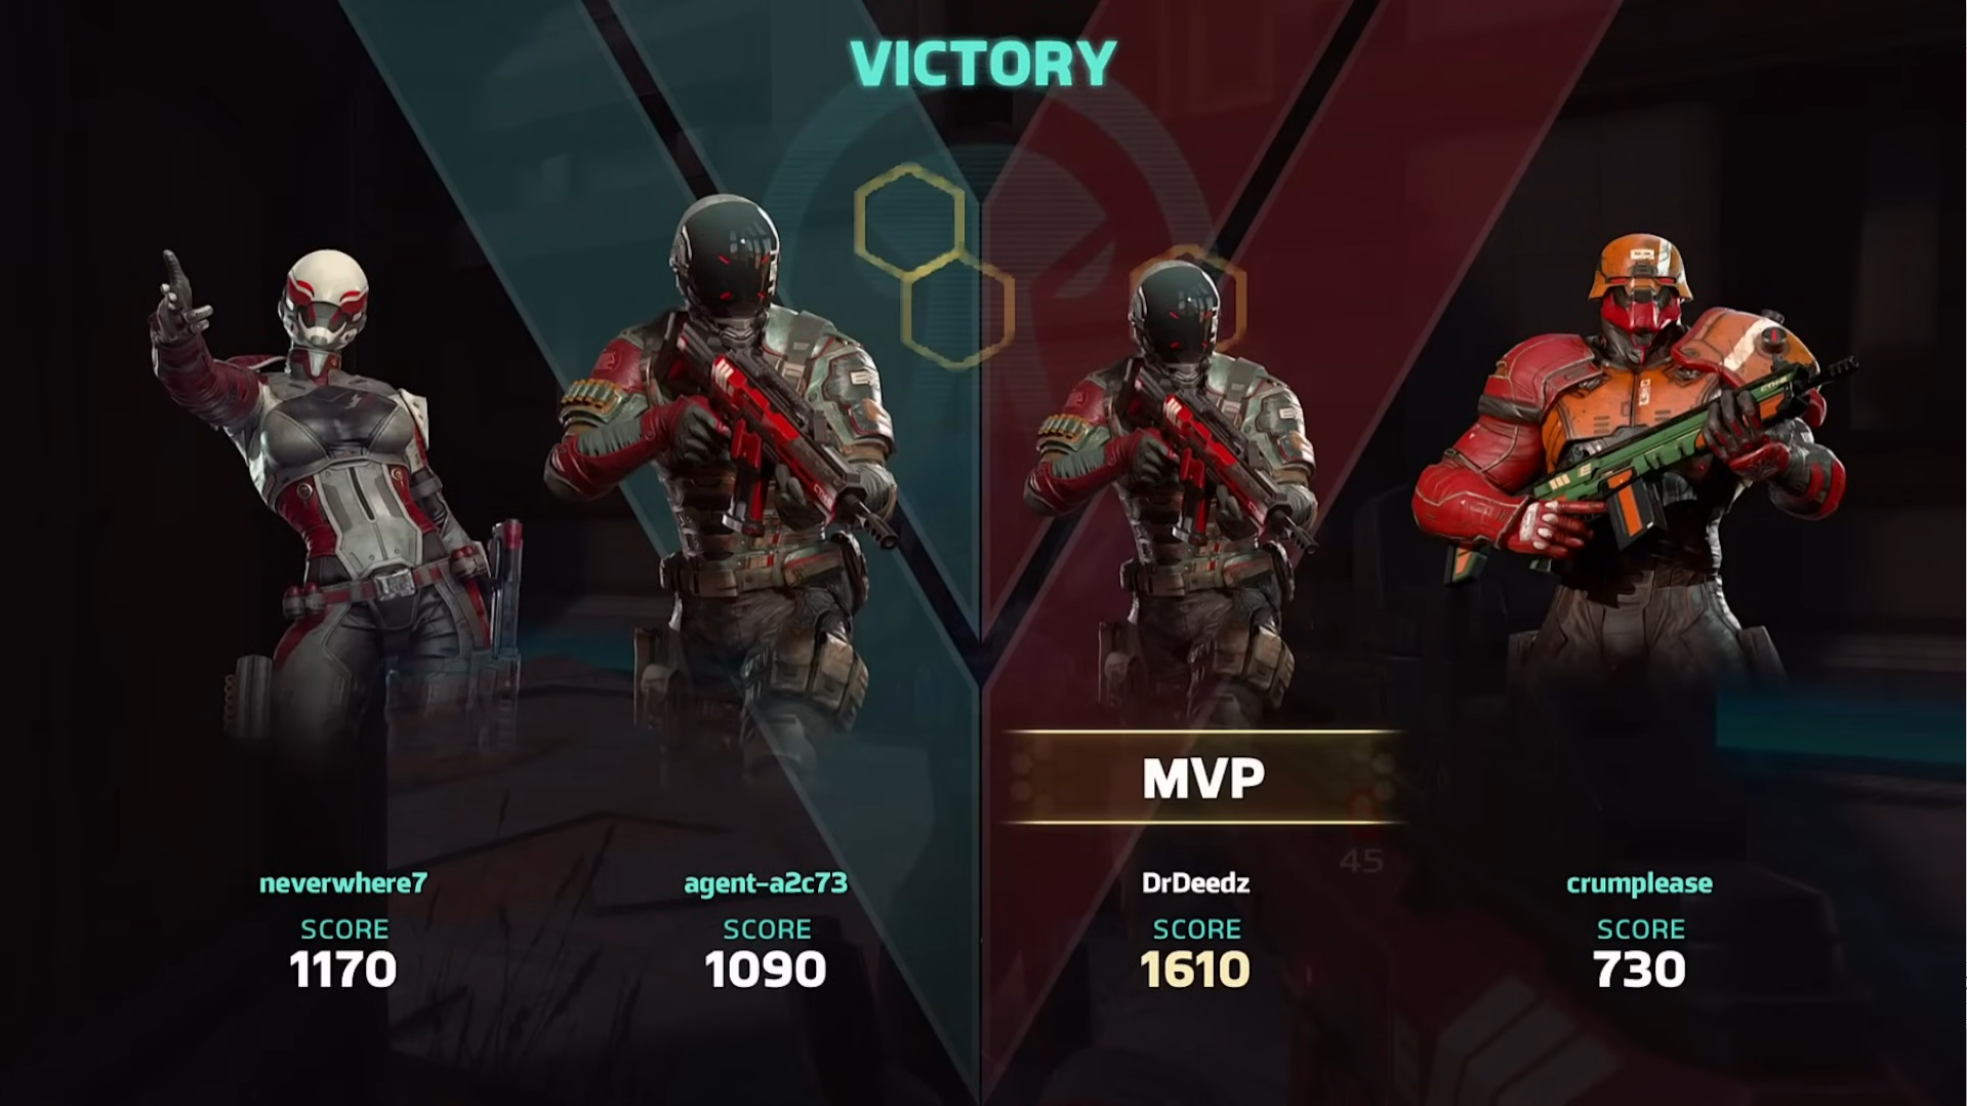 VICTORY
MVP
45
neverwhere7
agent-a2c73
DrDeedz
crumplease
SCORE
SCORE
SCORE
SCORE
1170
1090
1610
730